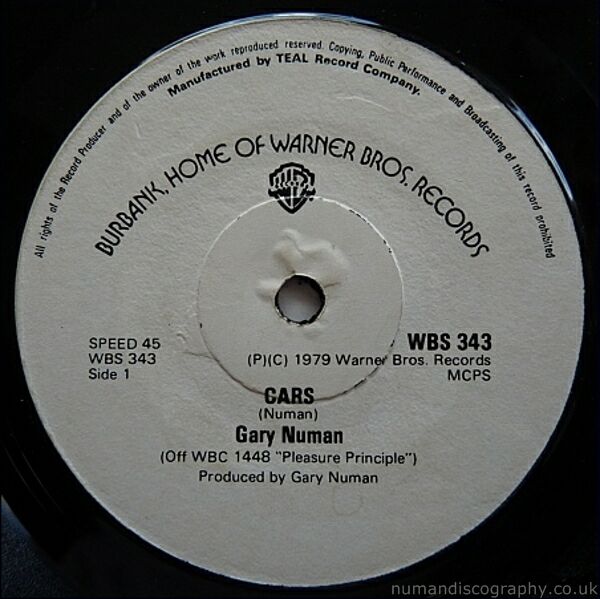 All rights of the Record Producer and of the owner of the work reproduced reserved. Copying, Public Performance and Broadcasting of this record prohibited
Manufactured by TEAL Record Company.
BURBANK, HOME OF WARNER BROS. RECORDS
SPEED 45
WBS 343
Side 1
WBS 343
(P)(C) 1979 Warner Bros. Records
MCPS
CARS
(Numan)
Gary Numan
(Off WBC 1448 "Pleasure Principle")
Produced by Gary Numan
numandiscography.co.uk